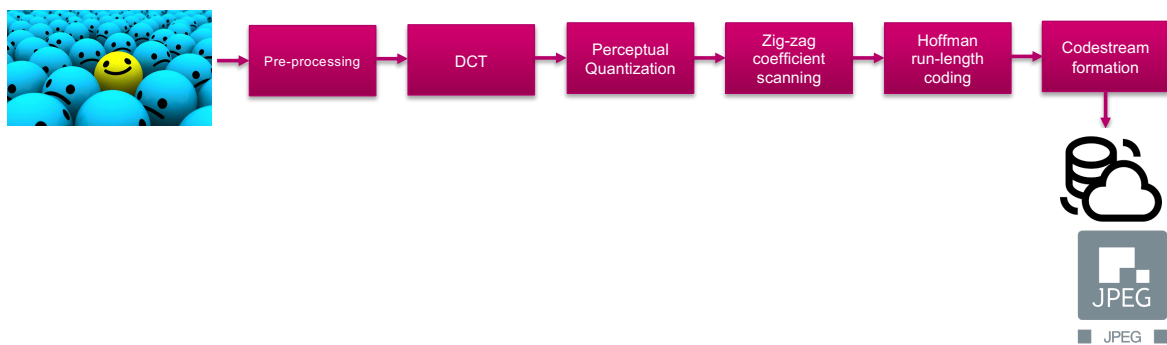 Pre-processing
DCT
Perceptual
Quantization
Zig-zag
coefficient
scanning
Hoffman
run-length
coding
Codestream
formation
JPEG
JPEG